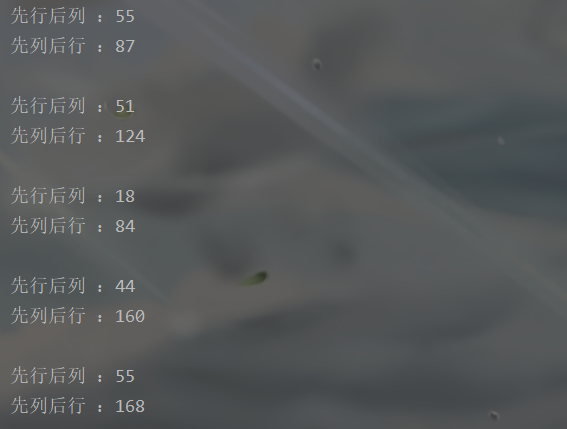 先行后列 ：55
先列后行 ：87
先行后列 ：51
先列后行 ：124
先行后列 ：18
先列后行 ：84
先行后列 ：44
先列后行 ：160
先行后列 ：55
先列后行 ：168